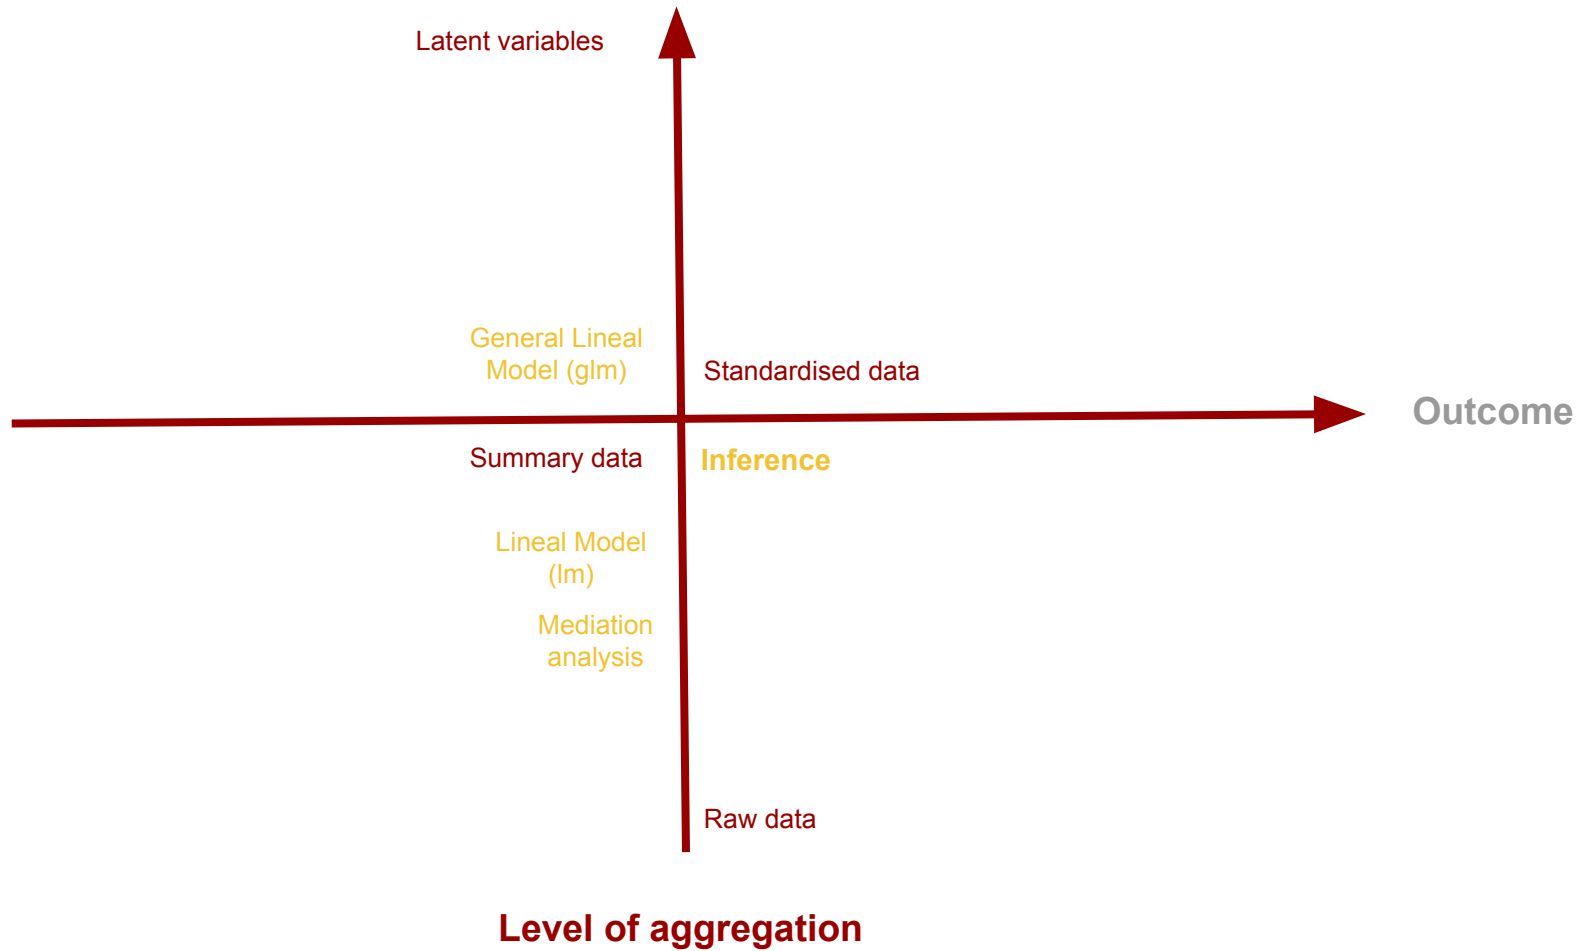 Latent variables
General Lineal
Model (glm)
Standardised data
Outcome
Summary data
Inference
Lineal Model
(lm)
Mediation
analysis
Raw data
Level of aggregation